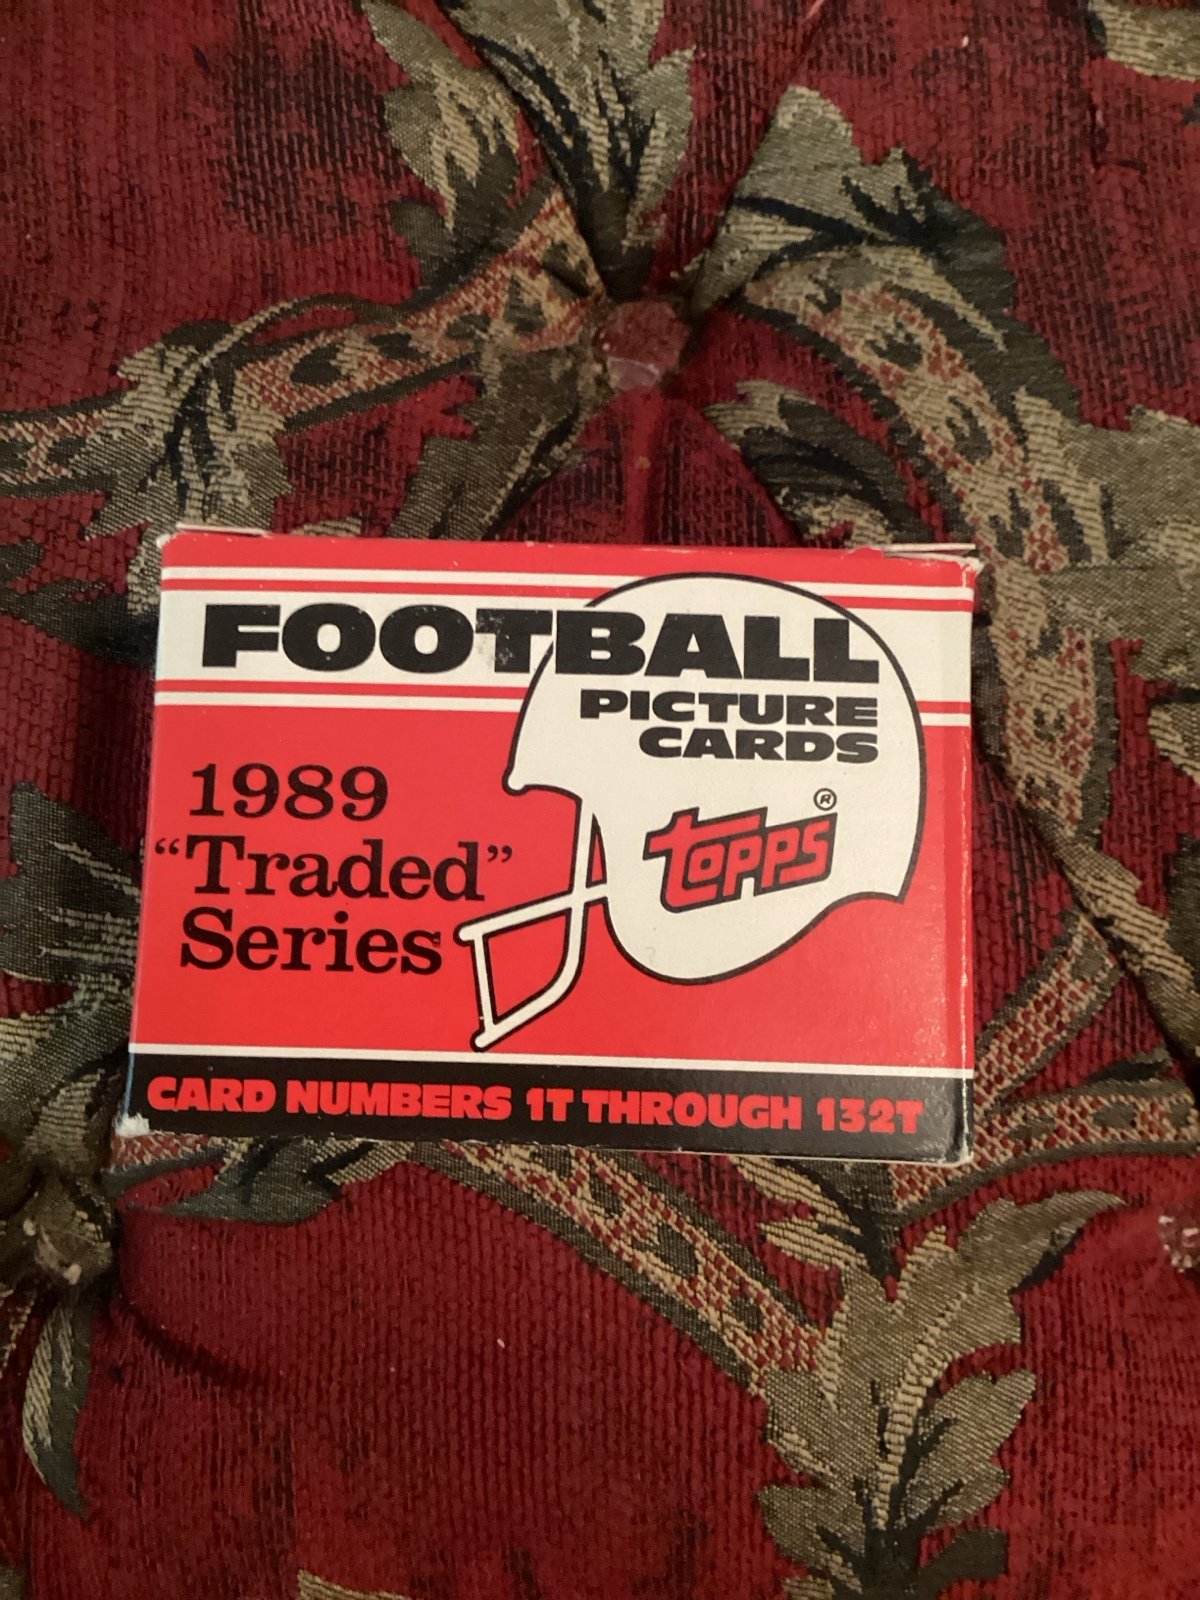 FOOTBALL
PICTURE
CARDS
1989
“Traded”
Series
TOPPS®
CARD NUMBERS 1T THROUGH 132T